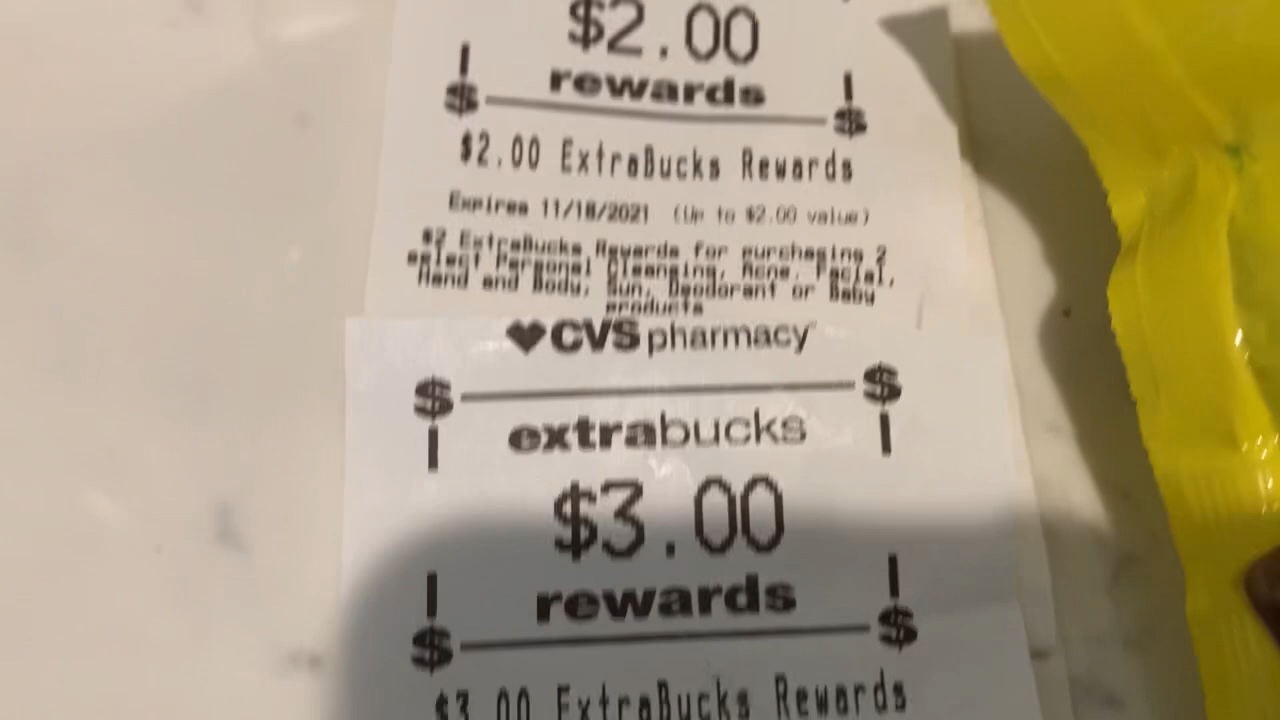 $2.00
rewards
$ $
$2.00 ExtraBucks Rewards
Expires 11/18/2021 (Up to $2.00 value)
$2 ExtraBucks Rewards for purchasing 2
select Personal Cleansing, Acne, Facial,
Hand and Body, Sun, Deodorant or Baby
products
CVS pharmacy
$ $
extrabucks
$3.00
rewards
$ $
$3.00 ExtraBucks Rewards